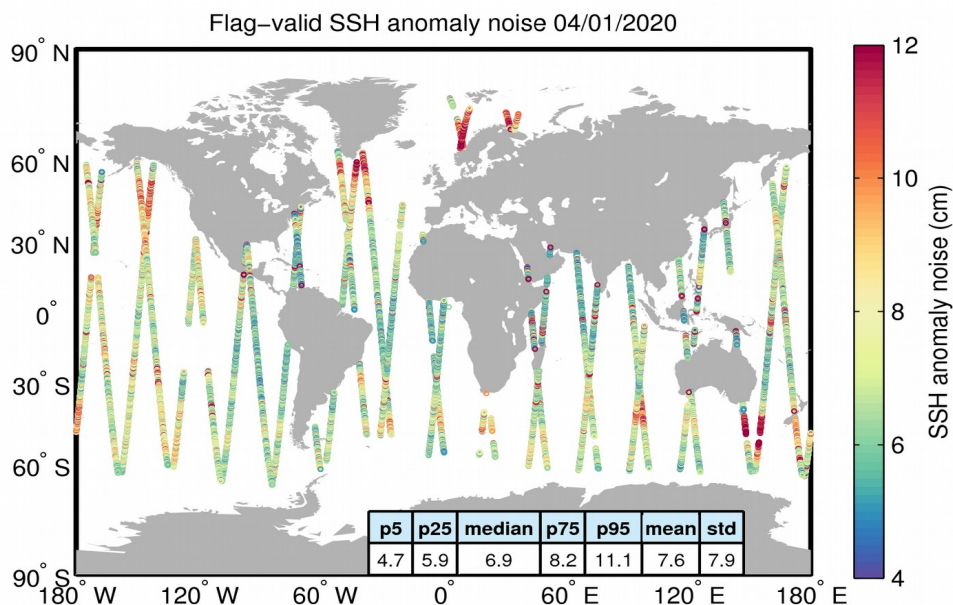 Flag−valid SSH anomaly noise 04/01/2020
90° N
60° N
30° N
0°
30° S
60° S
90° S
180° W
120° W
60° W
0°
60° E
120° E
180° E
p5 p25 median p75 p95 mean std
4.7 5.9 6.9 8.2 11.1 7.6 7.9
12
10
8
6
4
SSH anomaly noise (cm)